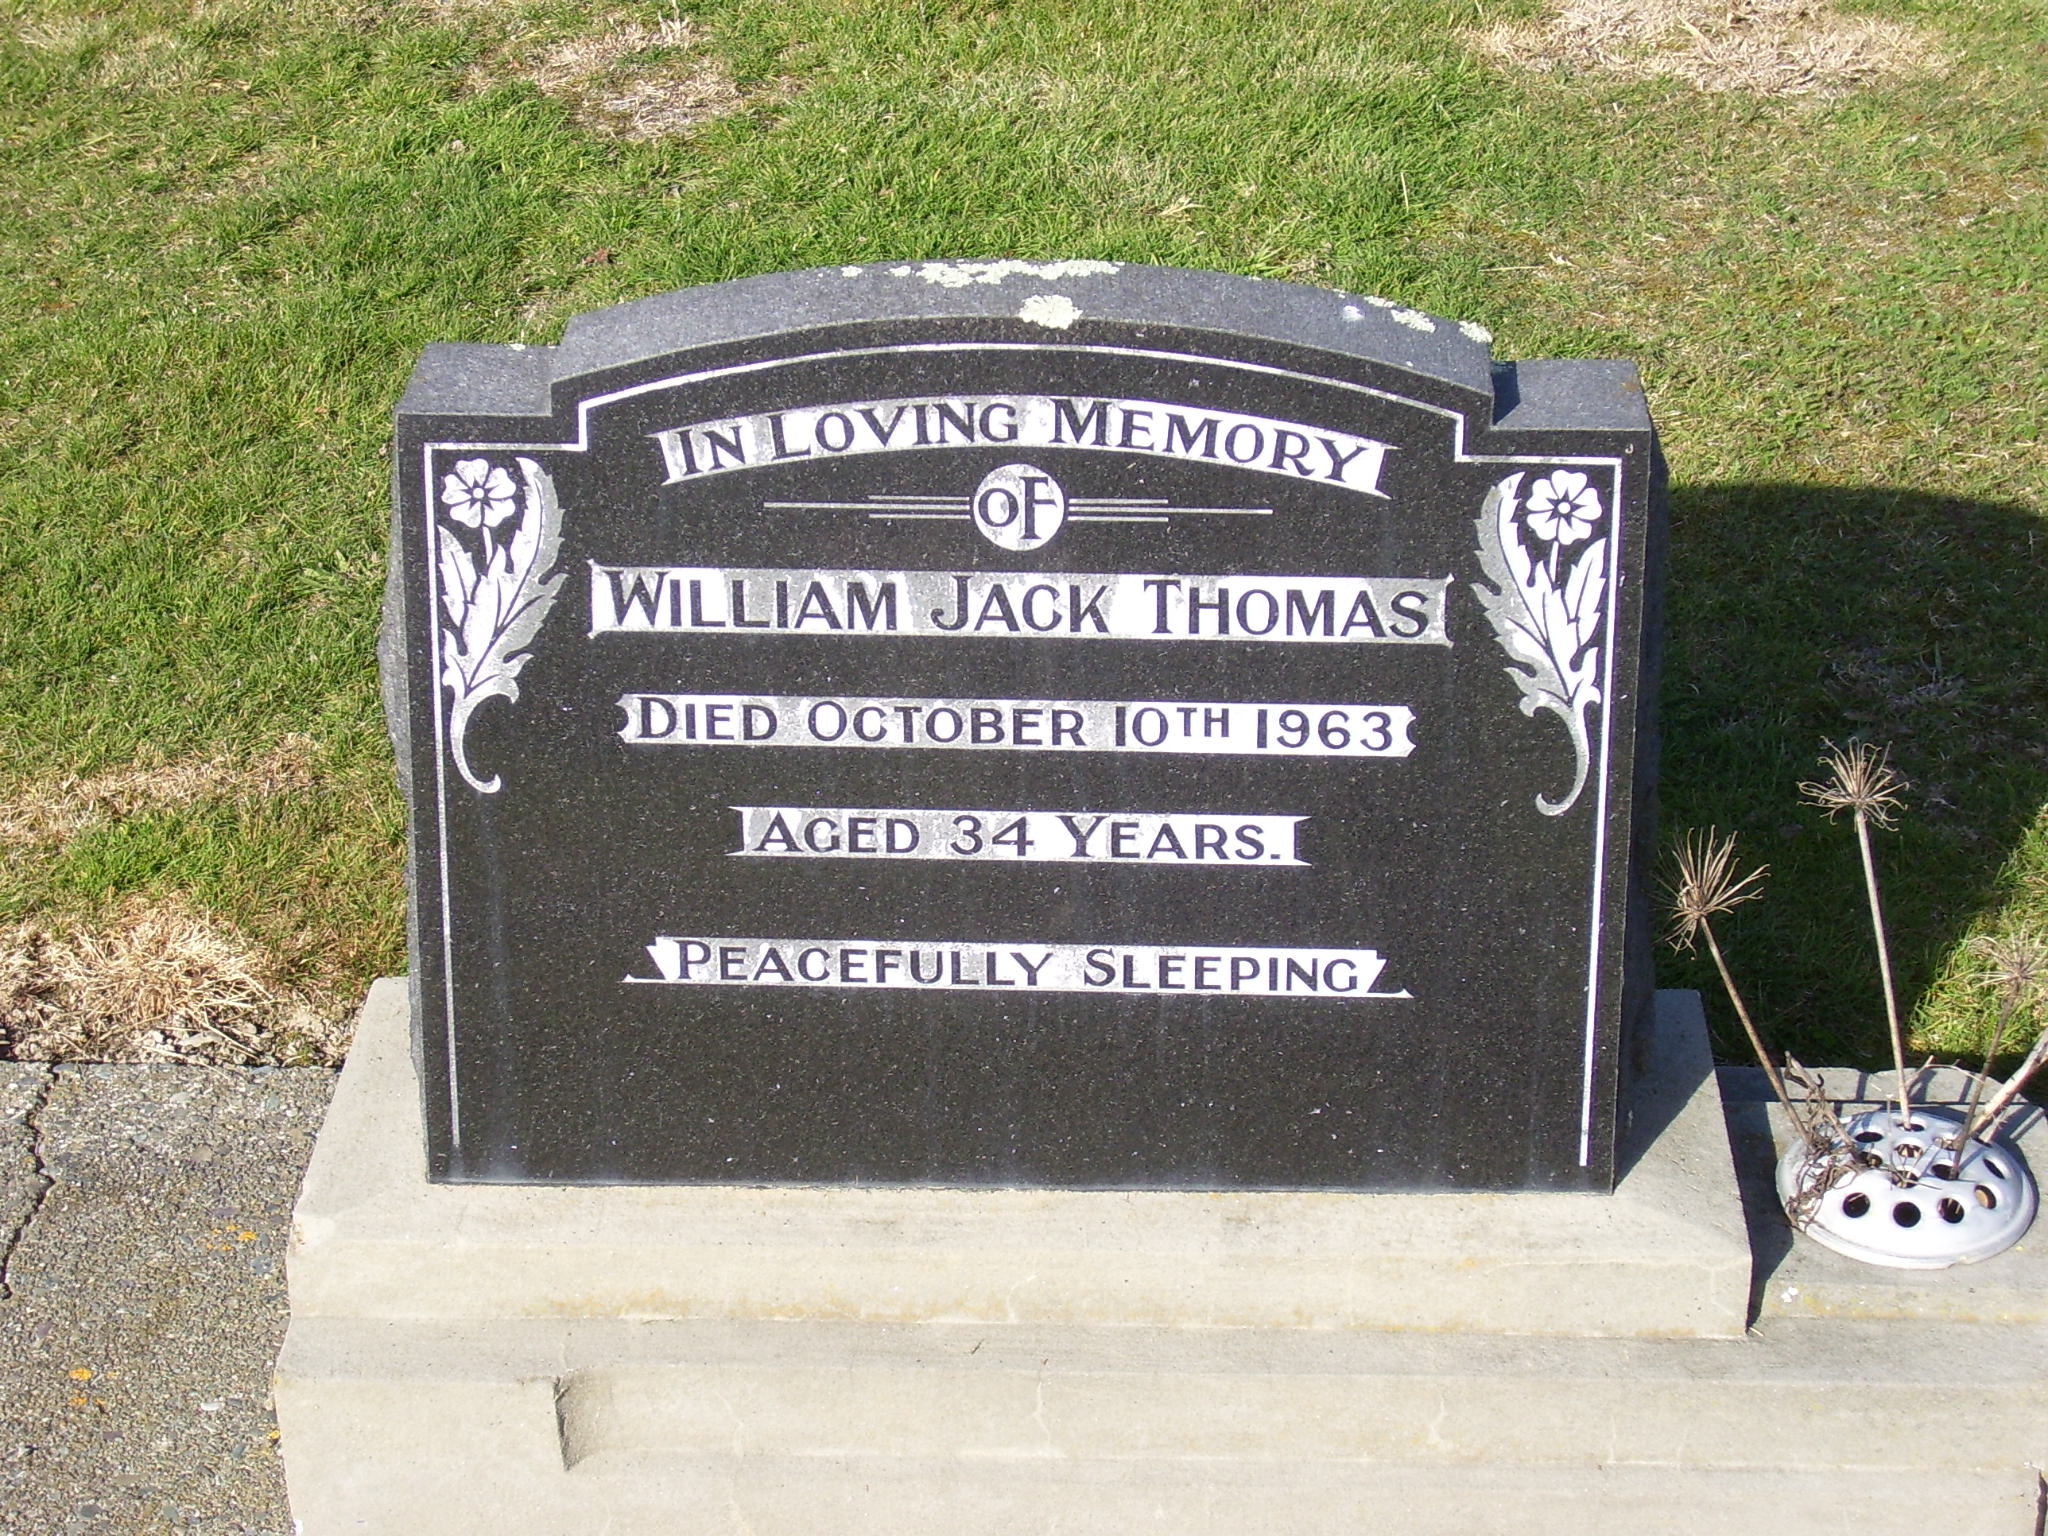 IN LOVING MEMORY
OF
WILLIAM JACK THOMAS
DIED OCTOBER 10TH 1963
AGED 34 YEARS.
PEACEFULLY SLEEPING